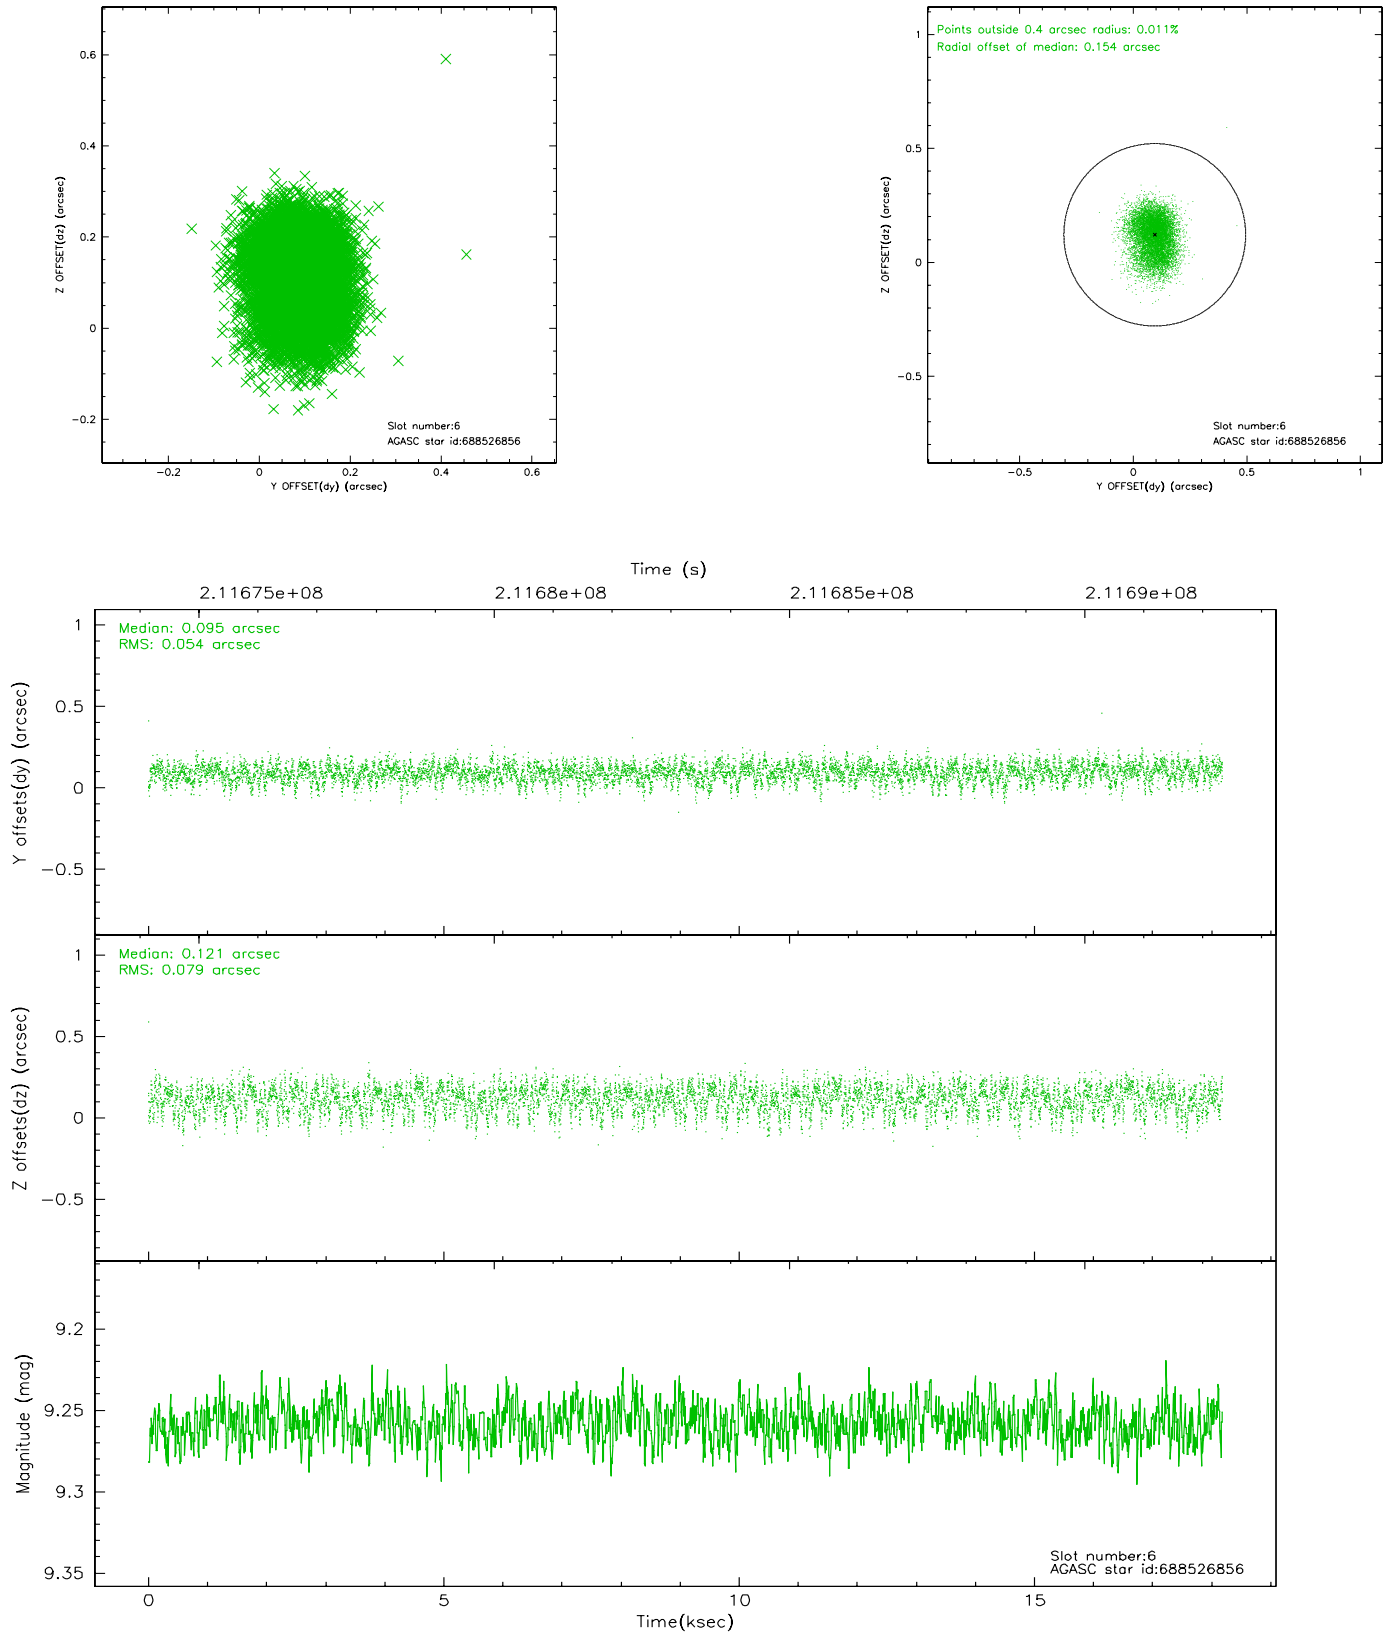 0.6
0.4
0.2
0
−0.2
Z OFFSET(dz) (arcsec)
Slot number:6
AGASC star id:688526856
−0.2 0 0.2 0.4 0.6
Y OFFSET(dy) (arcsec)
Points outside 0.4 arcsec radius: 0.011%
Radial offset of median: 0.154 arcsec
1
0.5
0
−0.5
Z OFFSET(dz) (arcsec)
Slot number:6
AGASC star id:688526856
−0.5 0 0.5 1
Y OFFSET(dy) (arcsec)
Time (s)
2.11675e+08 2.1168e+08 2.11685e+08 2.1169e+08
Median: 0.095 arcsec
RMS: 0.054 arcsec
1
0.5
0
−0.5
Y offsets(dy) (arcsec)
Median: 0.121 arcsec
RMS: 0.079 arcsec
1
0.5
0
−0.5
Z offsets(dz) (arcsec)
9.2
9.25
9.3
9.35
Magnitude (mag)
Slot number:6
AGASC star id:688526856
0 5 10 15
Time(ksec)